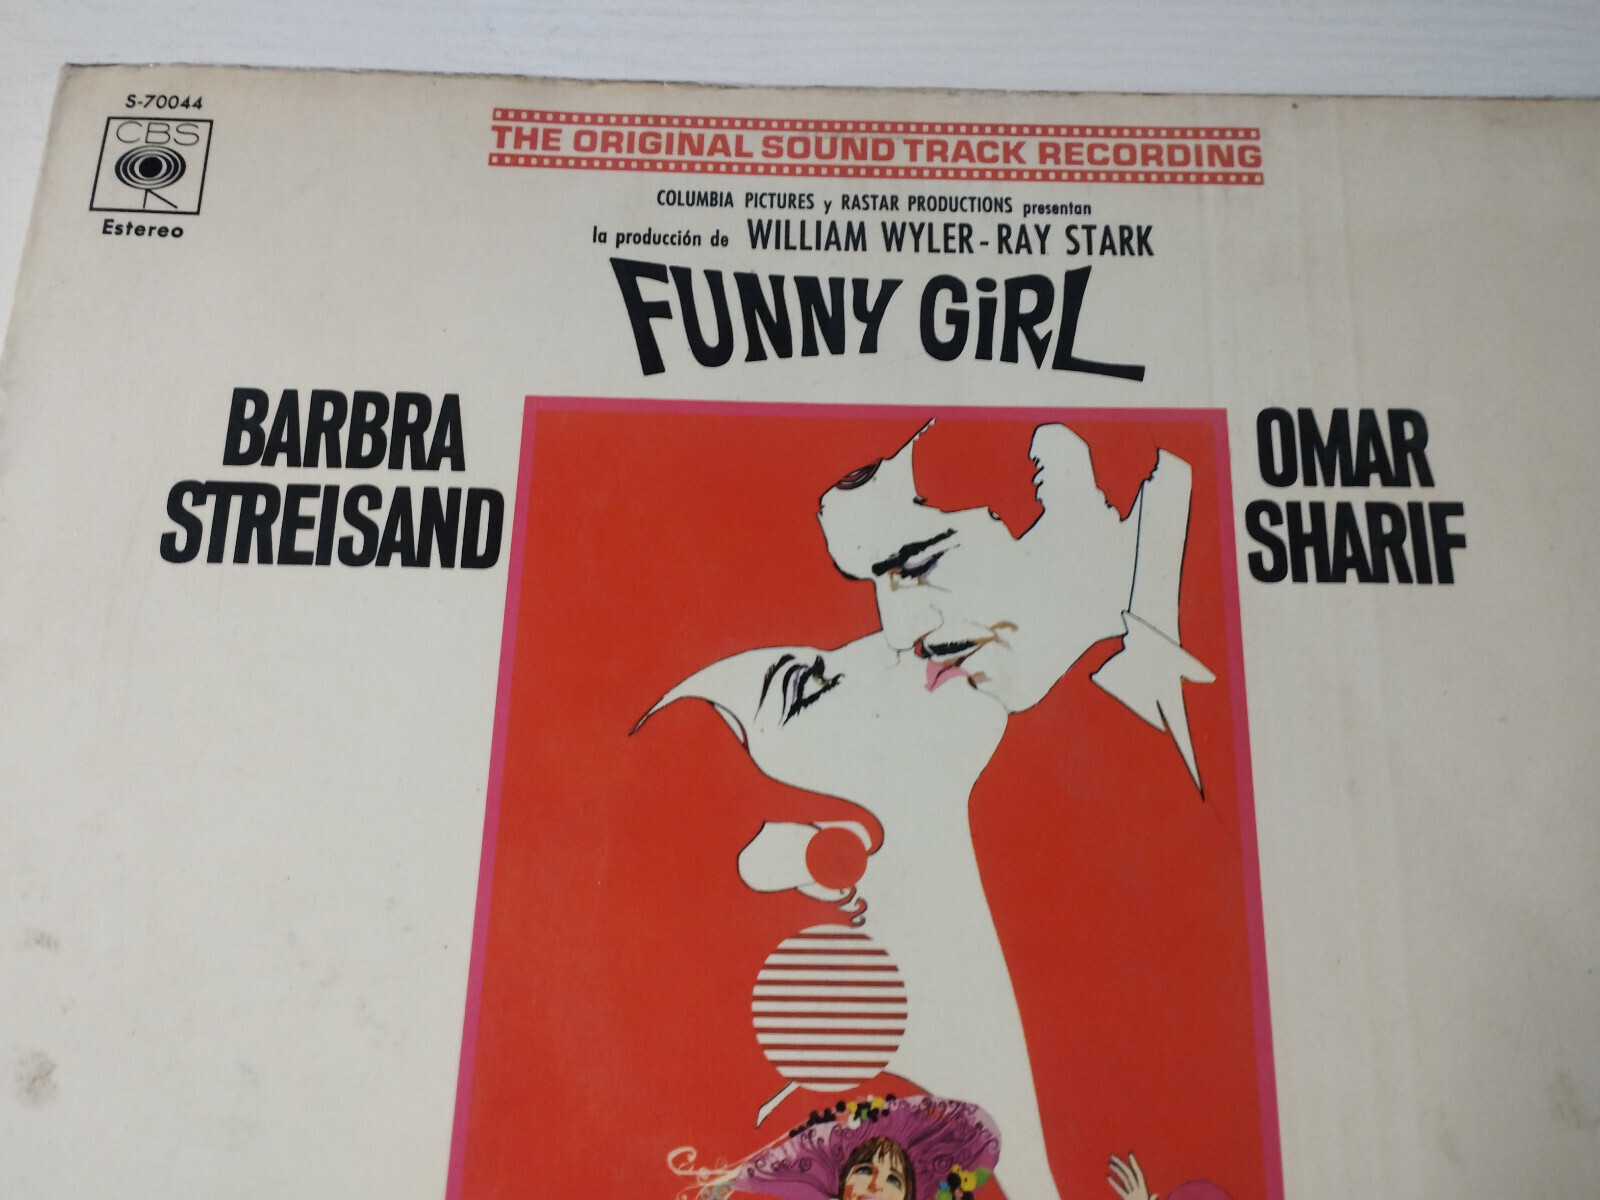 S-70044
CBS
Estereo
THE ORIGINAL SOUND TRACK RECORDING
COLUMBIA PICTURES y RASTAR PRODUCTIONS presentan
la producción de WILLIAM WYLER-RAY STARK
FUNNY GiRL
BARBRA
STREISAND
OMAR
SHARIF